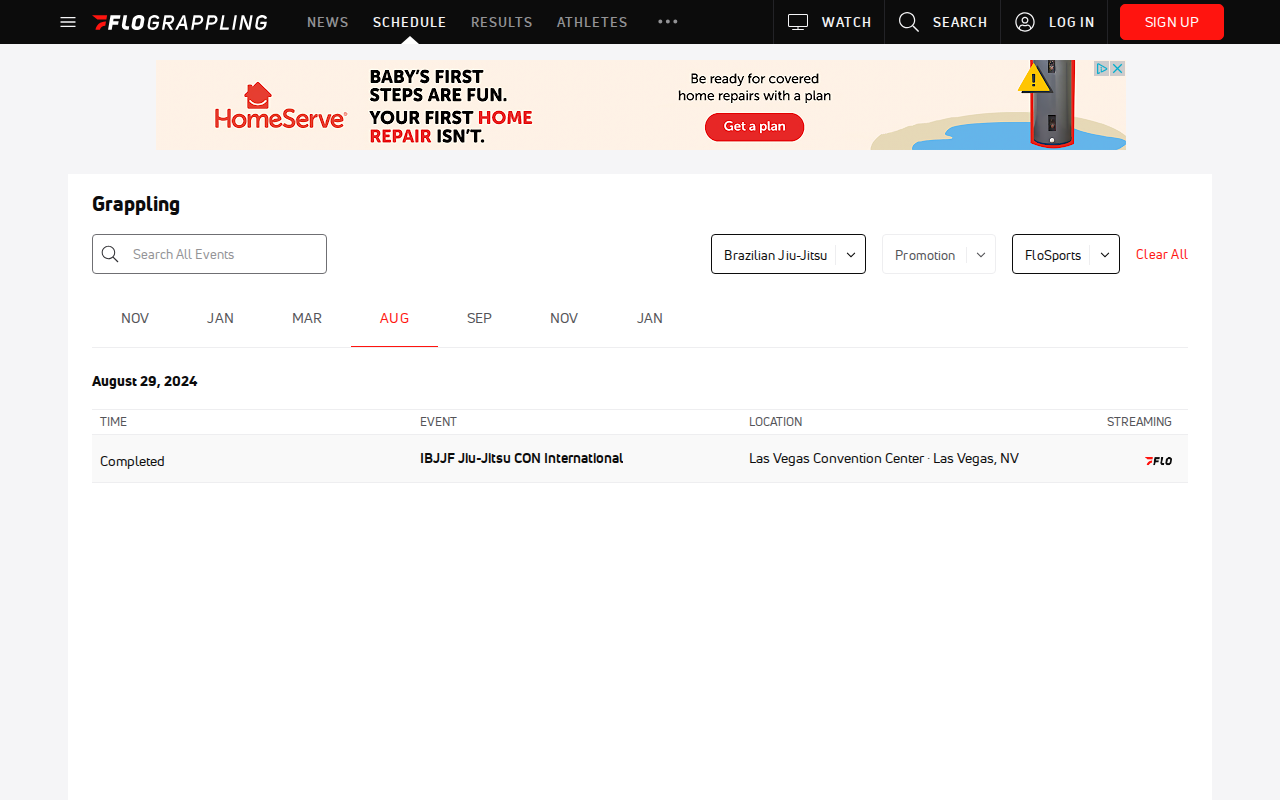 FLOGRAPPLING NEWS SCHEDULE RESULTS ATHLETES WATCH SEARCH LOG IN SIGN UP
HomeServe
BABY'S FIRST
STEPS ARE FUN.
YOUR FIRST HOME
REPAIR ISN'T.
Be ready for covered
home repairs with a plan
Get a plan
Grappling
Search All Events
Brazilian Jiu-Jitsu Promotion FloSports Clear All
NOV JAN MAR AUG SEP NOV JAN
August 29, 2024
TIME EVENT LOCATION STREAMING
Completed IBJJF Jiu-Jitsu CON International Las Vegas Convention Center · Las Vegas, NV FLO